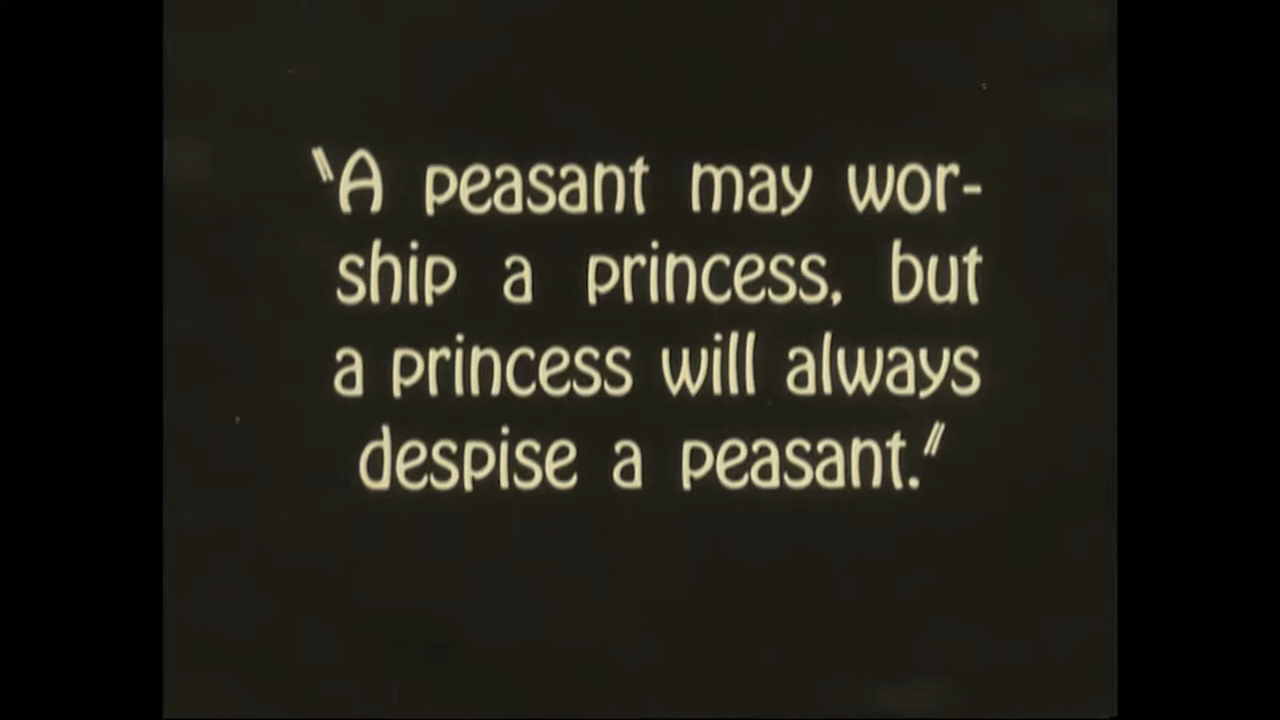 "A peasant may wor-
ship a princess, but
a princess will always
despise a peasant."